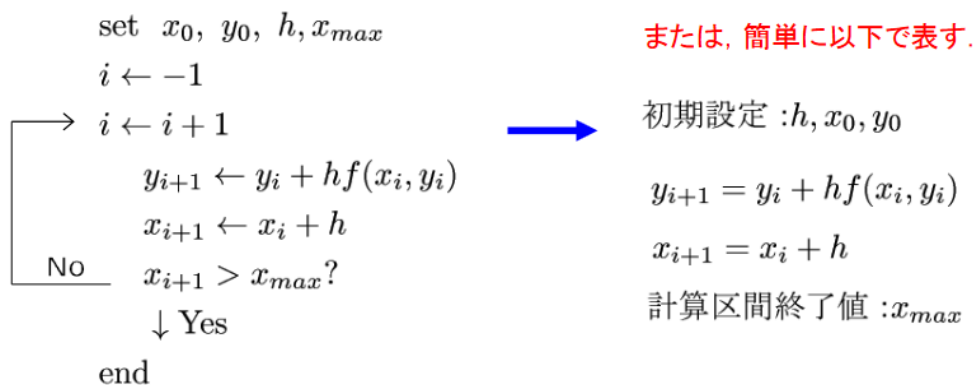 set x_0, y_0, h, x_{max}
i ← −1
i ← i + 1
y_{i+1} ← y_i + hf(x_i, y_i)
x_{i+1} ← x_i + h
No
x_{i+1} > x_{max}?
↓ Yes
end
または, 簡単に以下で表す.
初期設定 :h, x_0, y_0
y_{i+1} = y_i + hf(x_i, y_i)
x_{i+1} = x_i + h
計算区間終了値 :x_{max}